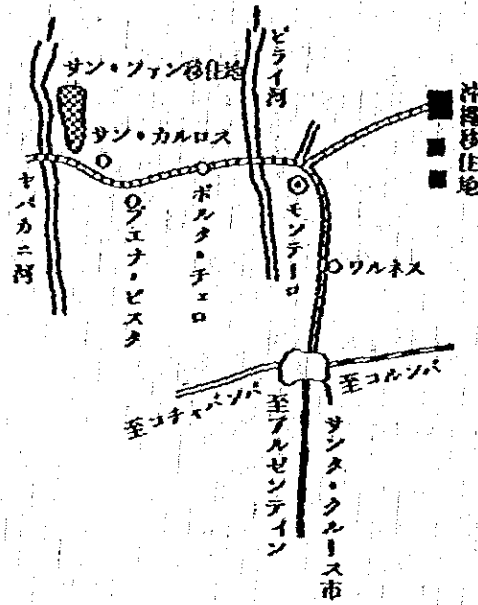 沖縄移住地
ピライ河
サン・ファン移住地
サン・カルロス
ヤパカニ河
ブエナ・ビスタ
ポルタ・チェロ
モンテーロ
ワルネス
至コルンバ
至コチャバンバ
至アルゼンティン
サンタ・クルース市